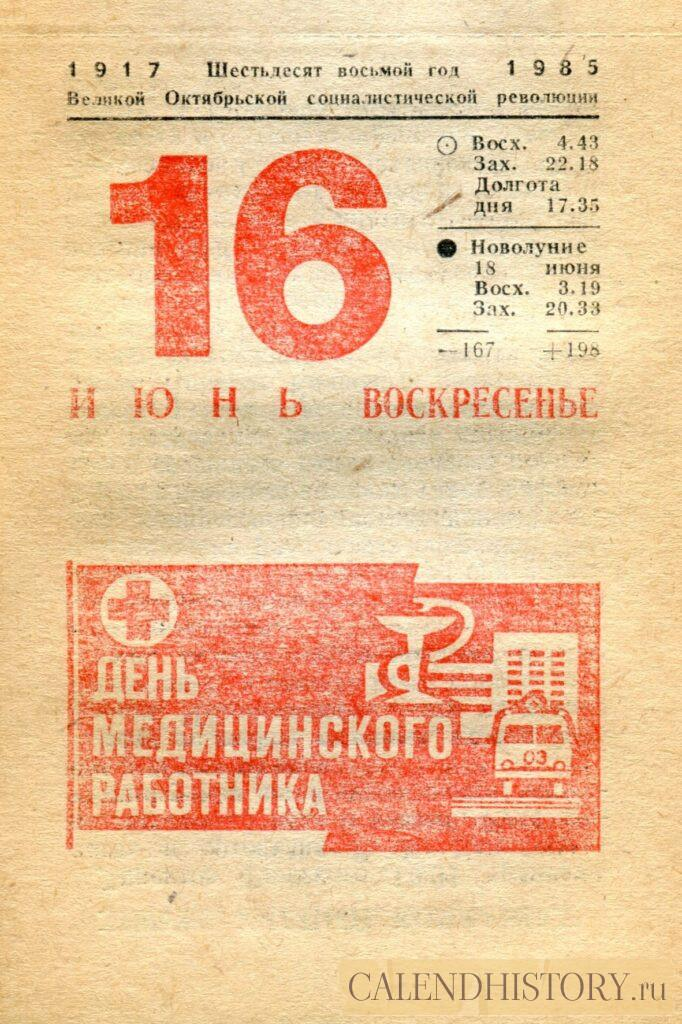 1917 Шестьдесят восьмой год 1985
Великой Октябрьской социалистической революции
16
Восх. 4.43
Зах. 22.18
Долгота
дня 17.35
Новолуние
18 июня
Восх. 3.19
Зах. 20.33
—167 +198
ИЮНЬ ВОСКРЕСЕНЬЕ
ДЕНЬ
МЕДИЦИНСКОГО
РАБОТНИКА
03
CALENDHISTORY.ru